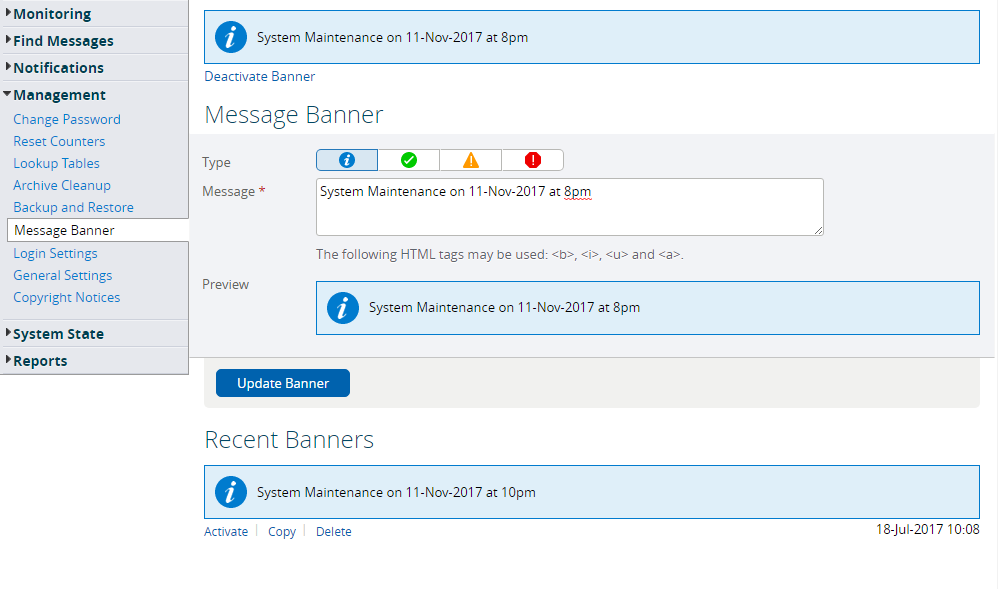 Monitoring
Find Messages
Notifications
Management
Change Password
Reset Counters
Lookup Tables
Archive Cleanup
Backup and Restore
Message Banner
Login Settings
General Settings
Copyright Notices
System State
Reports
System Maintenance on 11-Nov-2017 at 8pm
Deactivate Banner
Message Banner
Type
Message * System Maintenance on 11-Nov-2017 at 8pm
The following HTML tags may be used: <b>, <i>, <u> and <a>.
Preview
System Maintenance on 11-Nov-2017 at 8pm
Update Banner
Recent Banners
System Maintenance on 11-Nov-2017 at 10pm
Activate Copy Delete 18-Jul-2017 10:08